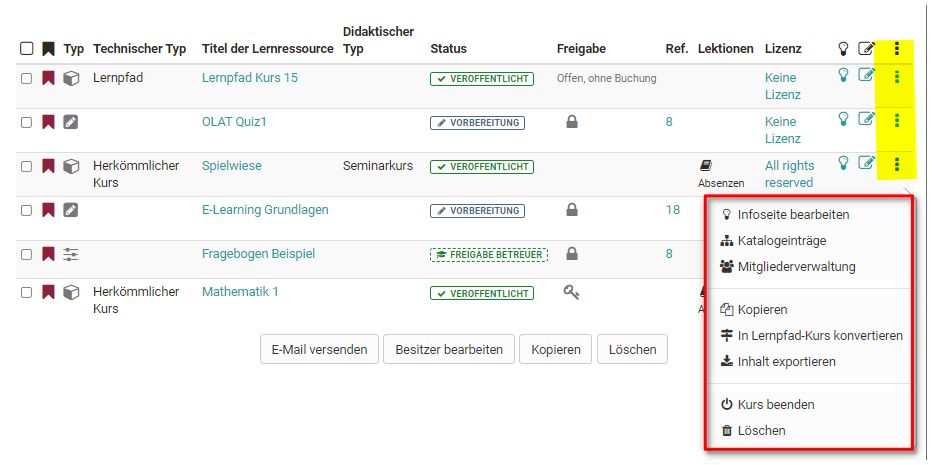 Didaktischer
Typ Technischer Typ Titel der Lernressource Typ Status Freigabe Ref. Lektionen Lizenz
Lernpfad Lernpfad Kurs 15 VERÖFFENTLICHT Offen, ohne Buchung Keine
Lizenz
OLAT Quiz1 VORBEREITUNG 8 Keine
Lizenz
Herkömmlicher Spielwiese Seminarkurs VERÖFFENTLICHT All rights
Kurs Absenzen reserved
E-Learning Grundlagen VORBEREITUNG 18
Fragebogen Beispiel FREIGABE BETREUER 8
Herkömmlicher Mathematik 1 VERÖFFENTLICHT
Kurs A
E-Mail versenden Besitzer bearbeiten Kopieren Löschen
Infoseite bearbeiten
Katalogeinträge
Mitgliederverwaltung
Kopieren
In Lernpfad-Kurs konvertieren
Inhalt exportieren
Kurs beenden
Löschen